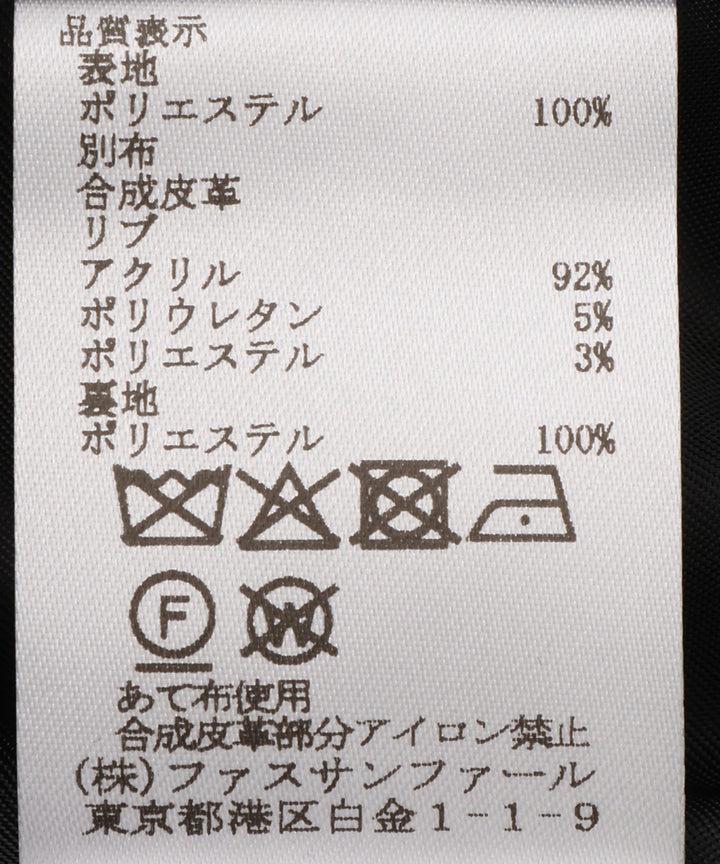 品質表示
表地
ポリエステル 100%
別布
合成皮革
リブ
アクリル 92%
ポリウレタン 5%
ポリエステル 3%
裏地
ポリエステル 100%
F W
あて布使用
合成皮革部分アイロン禁止
(株)ファスサンファール
東京都港区白金1-1-9